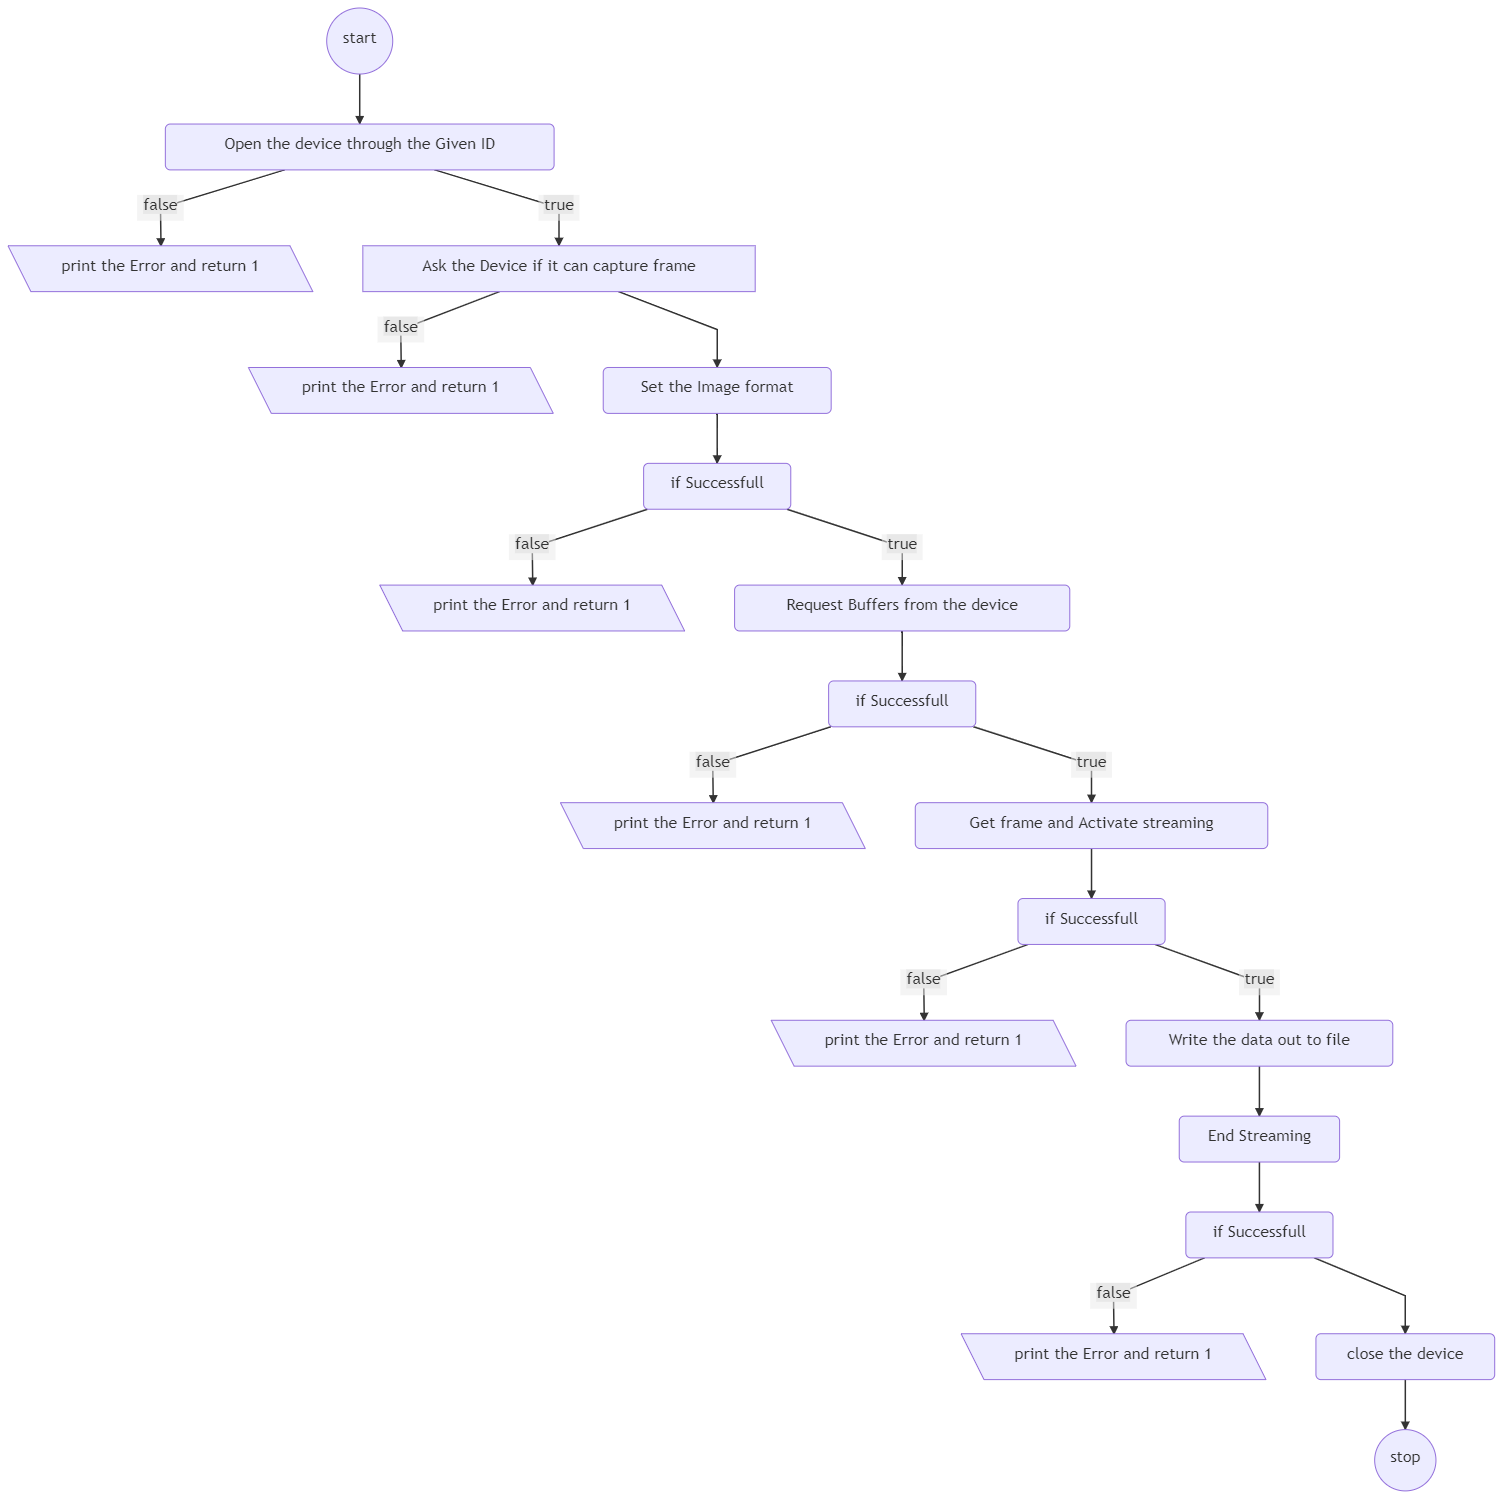 start
Open the device through the Given ID
false
true
print the Error and return 1
Ask the Device if it can capture frame
false
print the Error and return 1
Set the Image format
if Successfull
false
true
print the Error and return 1
Request Buffers from the device
if Successfull
false
true
print the Error and return 1
Get frame and Activate streaming
if Successfull
false
true
print the Error and return 1
Write the data out to file
End Streaming
if Successfull
false
print the Error and return 1
close the device
stop